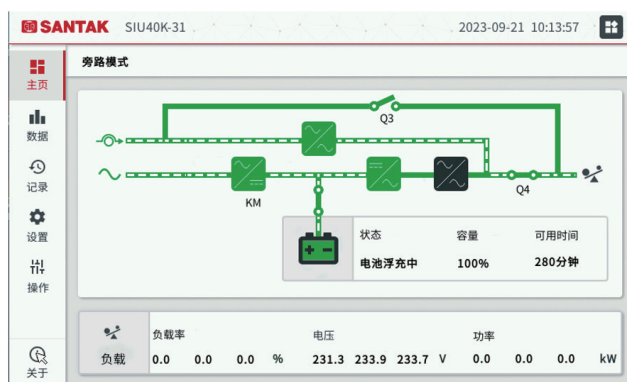 SANTAK SIU40K-31 2023-09-21 10:13:57
主页
旁路模式
数据
记录
设置
操作
关于
Q3
KM
Q4
状态 容量 可用时间
电池浮充中 100% 280分钟
负载
负载率 电压 功率
0.0 0.0 0.0 % 231.3 233.9 233.7 V 0.0 0.0 0.0 kW